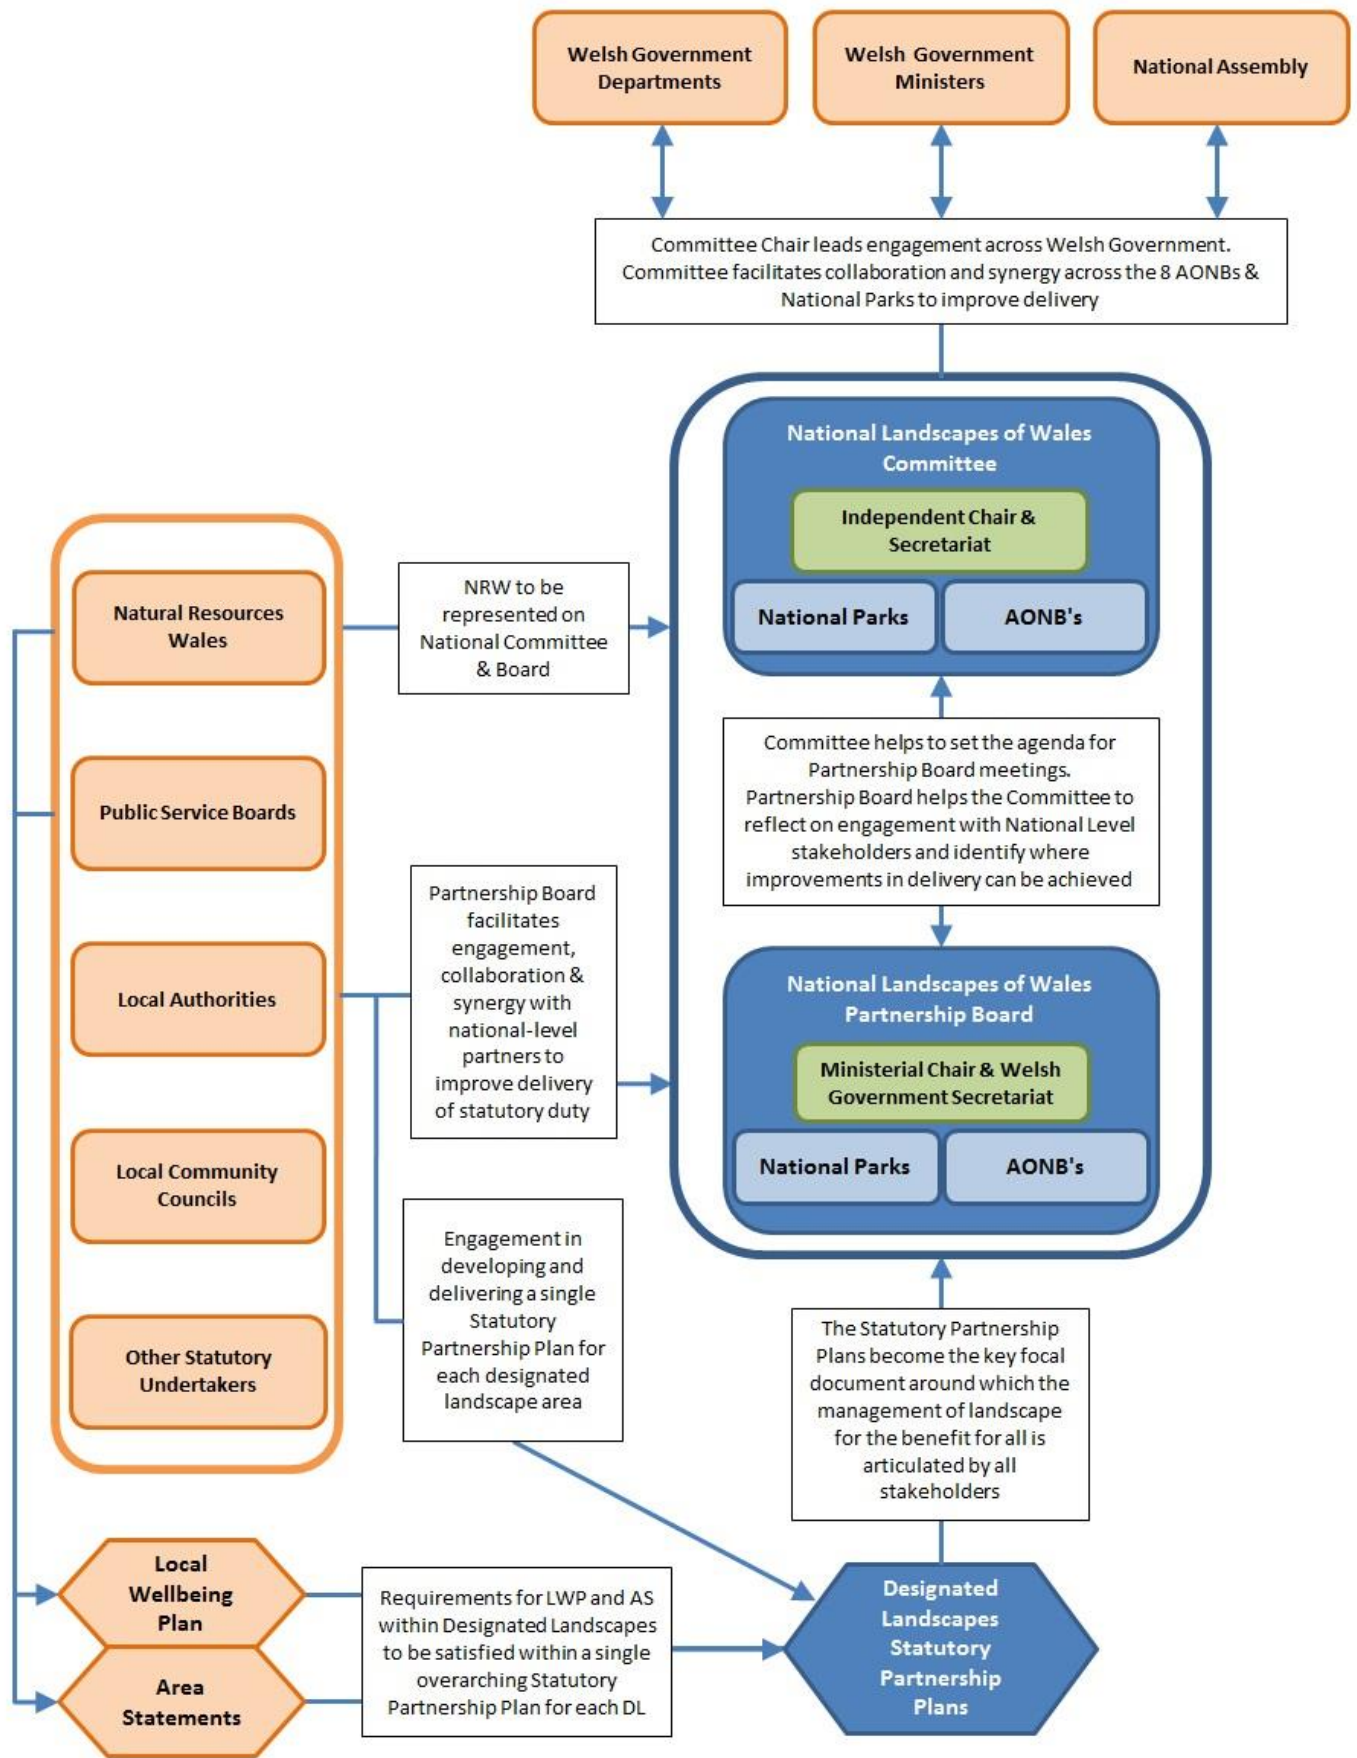 Welsh Government
Departments
Welsh Government
Ministers
National Assembly
Committee Chair leads engagement across Welsh Government.
Committee facilitates collaboration and synergy across the 8 AONBs &
National Parks to improve delivery
National Landscapes of Wales
Committee
Independent Chair &
Secretariat
National Parks
AONB's
Natural Resources
Wales
NRW to be
represented on
National Committee
& Board
Committee helps to set the agenda for
Partnership Board meetings.
Partnership Board helps the Committee to
reflect on engagement with National Level
stakeholders and identify where
improvements in delivery can be achieved
Public Service Boards
Partnership Board
facilitates
engagement,
collaboration &
synergy with
national-level
partners to
improve delivery
of statutory duty
Local Authorities
National Landscapes of Wales
Partnership Board
Ministerial Chair & Welsh
Government Secretariat
National Parks
AONB's
Local Community
Councils
Engagement in
developing and
delivering a single
Statutory
Partnership Plan for
each designated
landscape area
Other Statutory
Undertakers
The Statutory Partnership
Plans become the key focal
document around which the
management of landscape
for the benefit for all is
articulated by all
stakeholders
Local
Wellbeing
Plan
Area
Statements
Requirements for LWP and AS
within Designated Landscapes
to be satisfied within a single
overarching Statutory
Partnership Plan for each DL
Designated
Landscapes
Statutory
Partnership
Plans